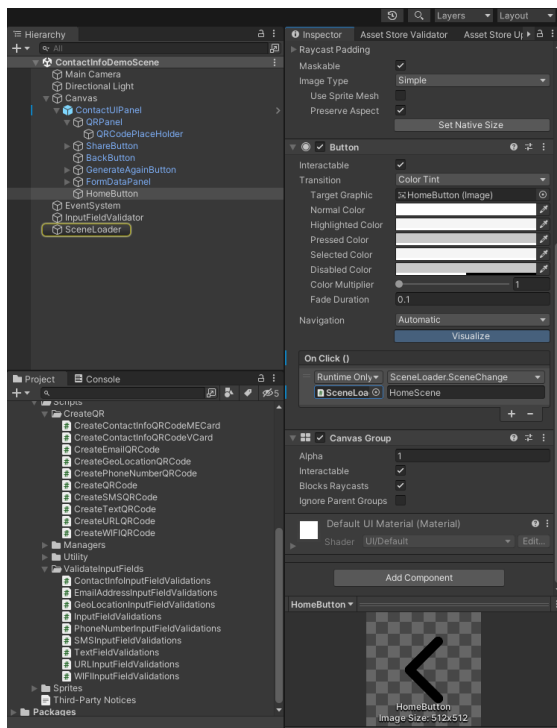 Layers
Layout
Hierarchy
All
ContactInfoDemoScene
Main Camera
Directional Light
Canvas
ContactUIPanel
QRPanel
QRCodePlaceHolder
ShareButton
BackButton
GenerateAgainButton
FormDataPanel
HomeButton
EventSystem
InputFieldValidator
SceneLoader
Project
Console
5
Scripts
CreateQR
CreateContactInfoQRCodeMECard
CreateContactInfoQRCodeVCard
CreateEmailQRCode
CreateGeoLocationQRCode
CreatePhoneNumberQRCode
CreateQRCode
CreateSMSQRCode
CreateTextQRCode
CreateURLQRCode
CreateWIFIQRCode
Managers
Utility
ValidateInputFields
ContactInfoInputFieldValidations
EmailAddressInputFieldValidations
GeoLocationInputFieldValidations
InputFieldValidations
PhoneNumberInputFieldValidations
SMSInputFieldValidations
TextFieldValidations
URLInputFieldValidations
WIFIInputFieldValidations
Sprites
Third-Party Notices
Packages
Inspector
Asset Store Validator
Asset Store Up
Raycast Padding
Maskable
Image Type
Simple
Use Sprite Mesh
Preserve Aspect
Set Native Size
Button
Interactable
Transition
Color Tint
Target Graphic
HomeButton (Image)
Normal Color
Highlighted Color
Pressed Color
Selected Color
Disabled Color
Color Multiplier
1
Fade Duration
0.1
Navigation
Automatic
Visualize
On Click ()
Runtime Only
SceneLoader.SceneChange
SceneLoa
HomeScene
Canvas Group
Alpha
1
Interactable
Blocks Raycasts
Ignore Parent Groups
Default UI Material (Material)
Shader
UI/Default
Edit...
Add Component
HomeButton
HomeButton
Image Size: 512x512